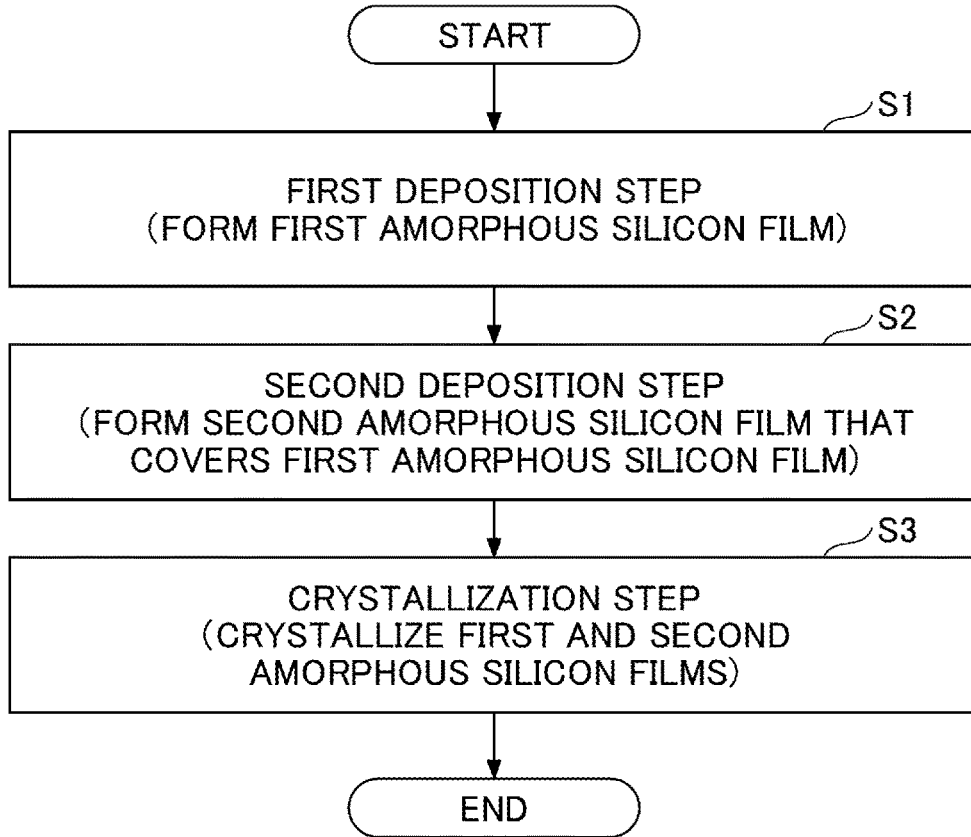 START
S1
FIRST DEPOSITION STEP
(FORM FIRST AMORPHOUS SILICON FILM)
S2
SECOND DEPOSITION STEP
(FORM SECOND AMORPHOUS SILICON FILM THAT
COVERS FIRST AMORPHOUS SILICON FILM)
S3
CRYSTALLIZATION STEP
(CRYSTALLIZE FIRST AND SECOND
AMORPHOUS SILICON FILMS)
END